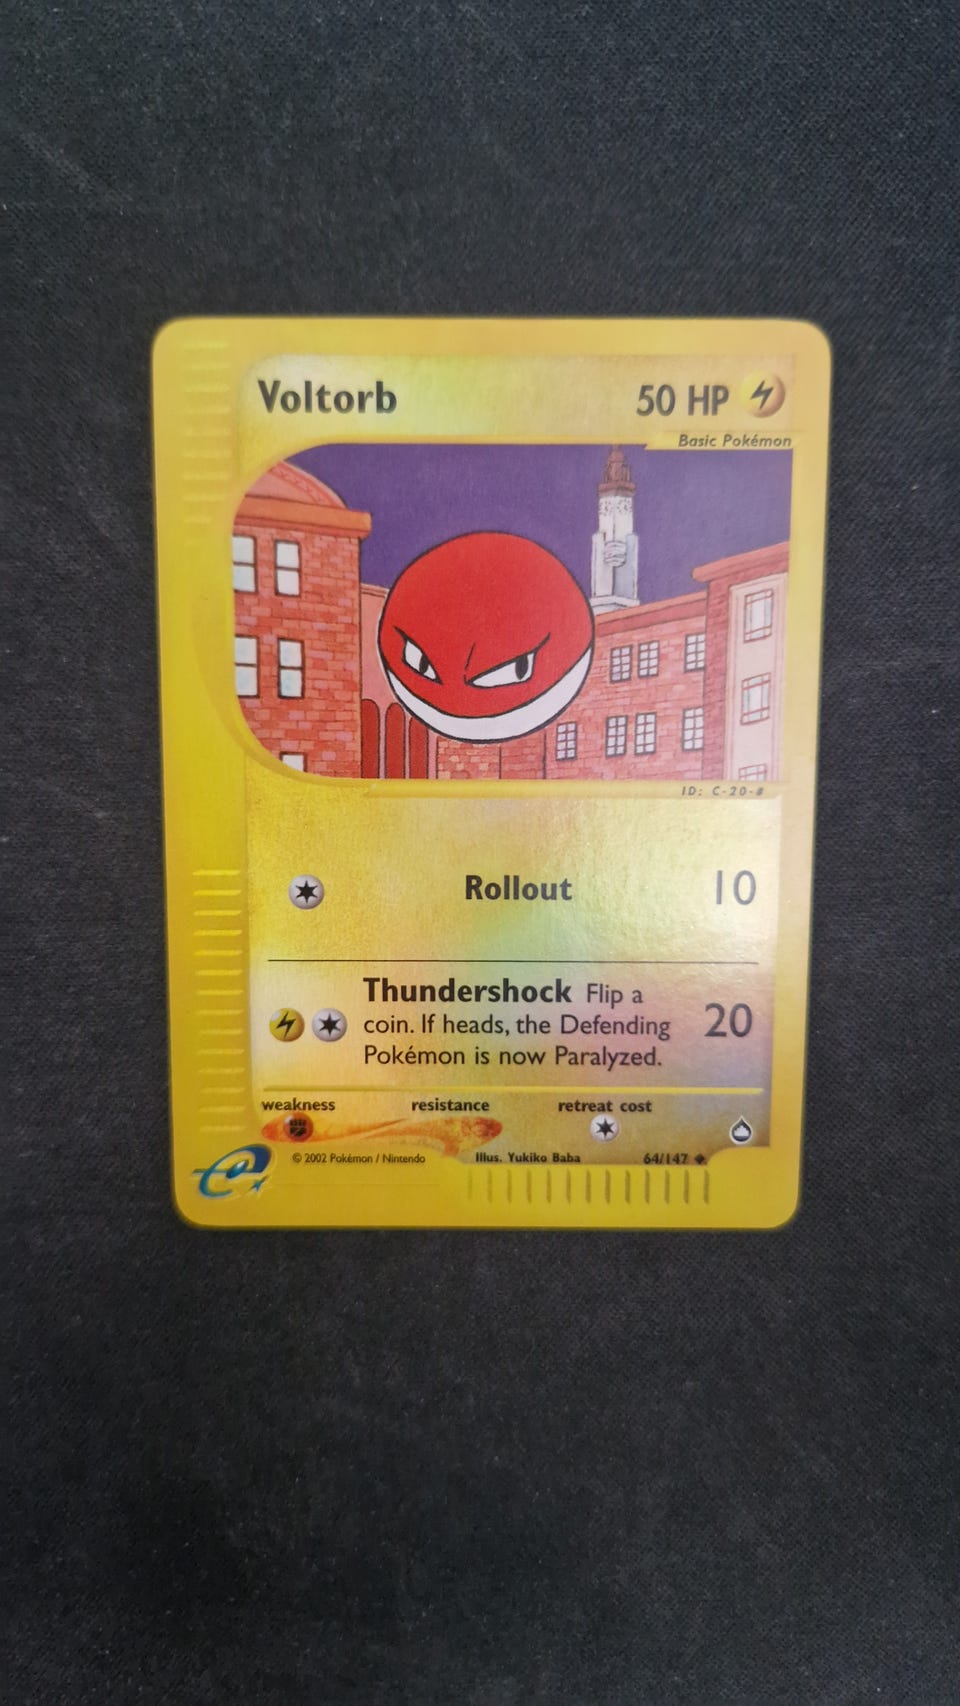 Voltorb 50 HP
Basic Pokémon
ID: C-20-#
Rollout 10
Thundershock Flip a
coin. If heads, the Defending
Pokémon is now Paralyzed.
20
weakness resistance retreat cost
e
© 2002 Pokémon / Nintendo Illus. Yukiko Baba 64/147 ◆